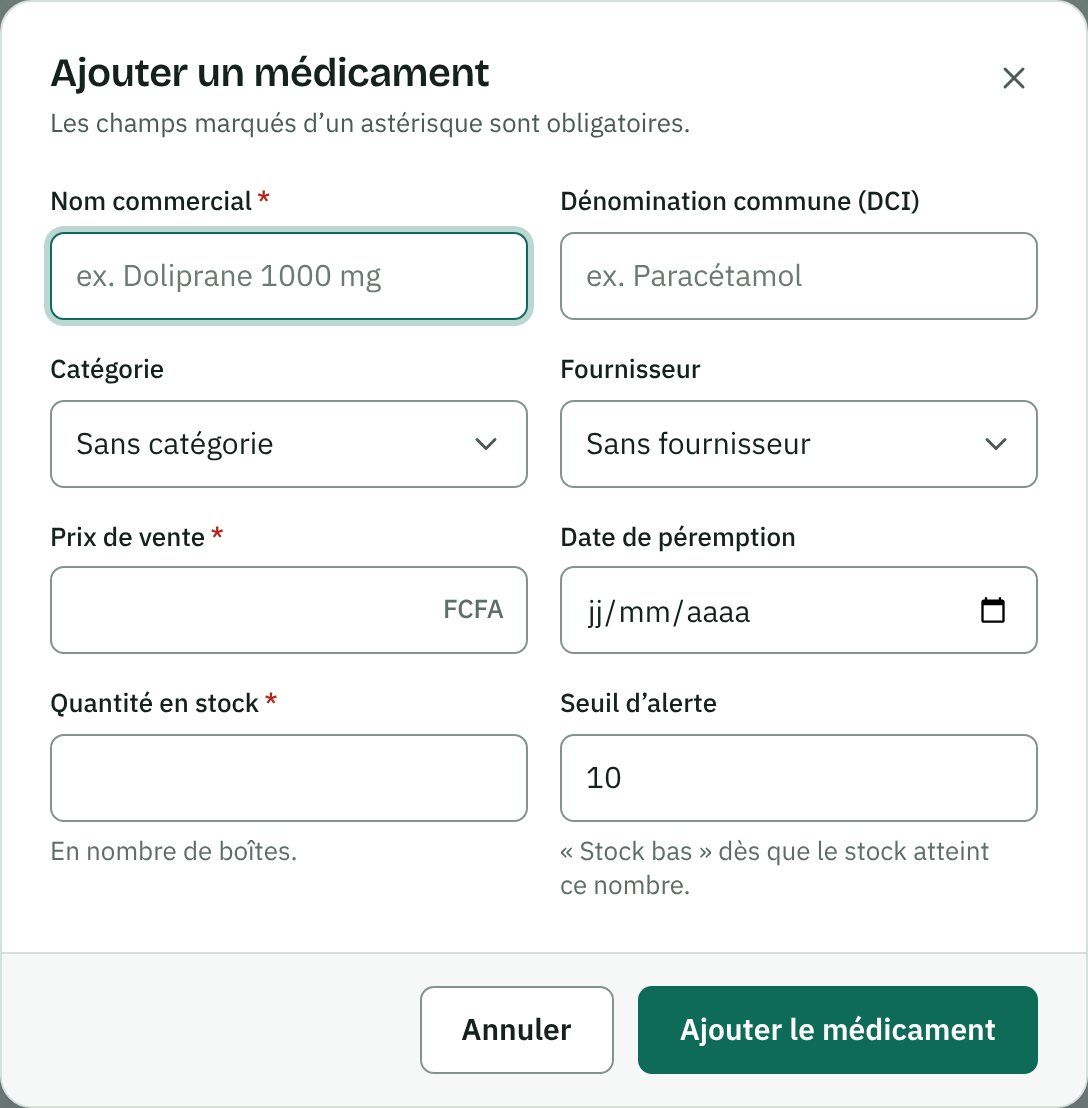 Ajouter un médicament
Les champs marqués d’un astérisque sont obligatoires.
Nom commercial *
Dénomination commune (DCI)
ex. Doliprane 1000 mg
ex. Paracétamol
Catégorie
Fournisseur
Sans catégorie
Sans fournisseur
Prix de vente *
Date de péremption
FCFA
jj/mm/aaaa
Quantité en stock *
Seuil d’alerte
10
En nombre de boîtes.
« Stock bas » dès que le stock atteint
ce nombre.
Annuler
Ajouter le médicament